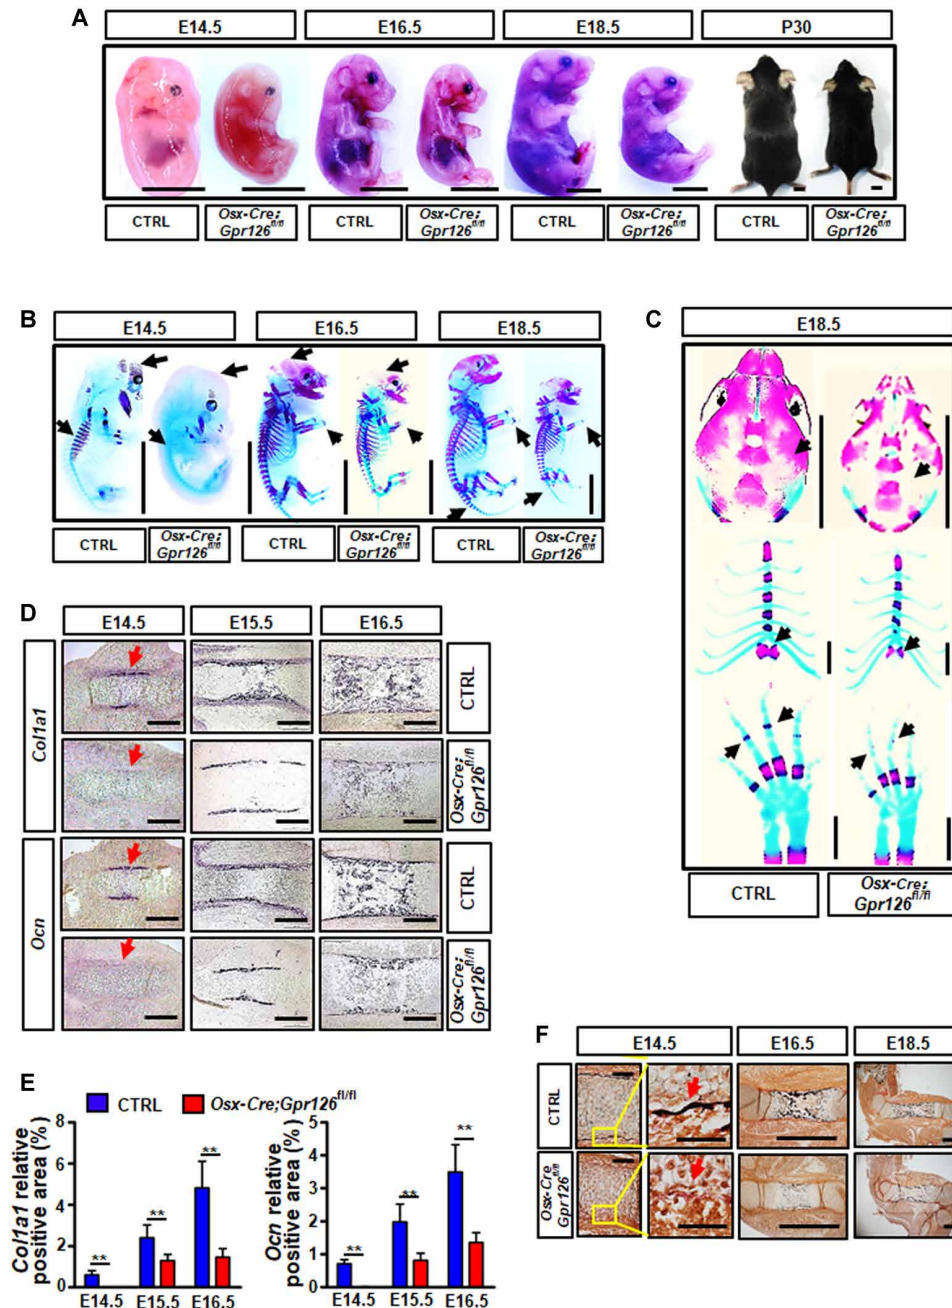 A
E14.5 E16.5 E18.5 P30
CTRL Osx-Cre; Gpr126fl/fl CTRL Osx-Cre; Gpr126fl/fl CTRL Osx-Cre; Gpr126fl/fl CTRL Osx-Cre; Gpr126fl/fl
B
E14.5 E16.5 E18.5
CTRL Osx-Cre; Gpr126fl/fl CTRL Osx-Cre; Gpr126fl/fl CTRL Osx-Cre; Gpr126fl/fl
C
E18.5
CTRL Osx-Cre; Gpr126fl/fl
D
E14.5 E15.5 E16.5
Col1a1
CTRL
Osx-Cre; Gpr126fl/fl
Ocn
CTRL
Osx-Cre; Gpr126fl/fl
E
CTRL Osx-Cre;Gpr126fl/fl
Col1a1 relative
positive area (%)
8
6
4
2
0
** ** **
E14.5 E15.5 E16.5
Ocn relative
positive area (%)
5
4
3
2
1
0
** ** **
E14.5 E15.5 E16.5
F
E14.5 E16.5 E18.5
CTRL
Osx-Cre
Gpr126fl/fl